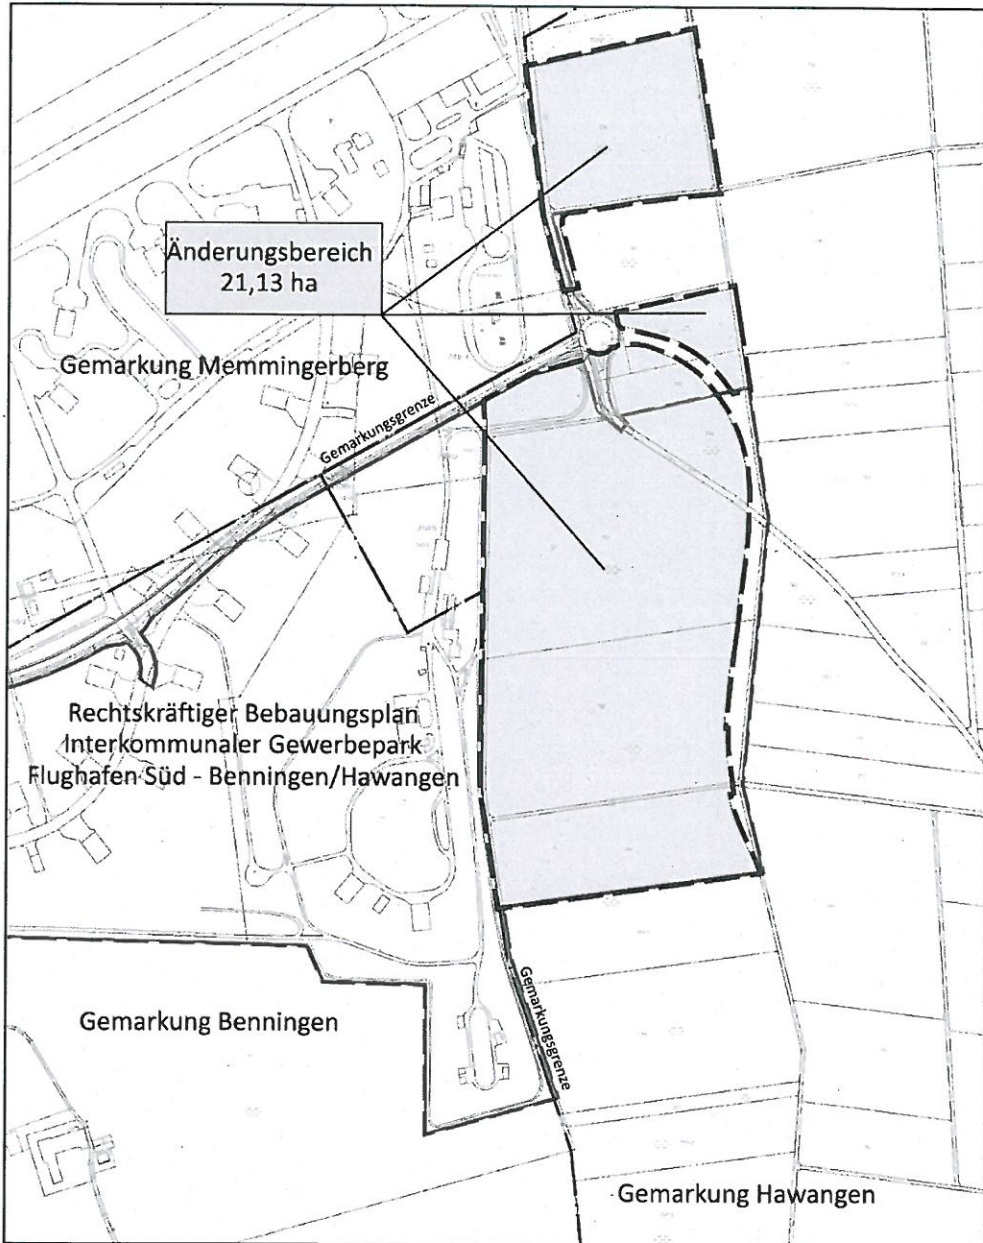 Änderungsbereich
21,13 ha
Gemarkung Memmingerberg
Gemarkungsgrenze
Rechtskräftiger Bebauungsplan
Interkommunaler Gewerbepark
Flughafen Süd - Benningen/Hawangen
Gemarkung Benningen
Gemarkungsgrenze
Gemarkung Hawangen